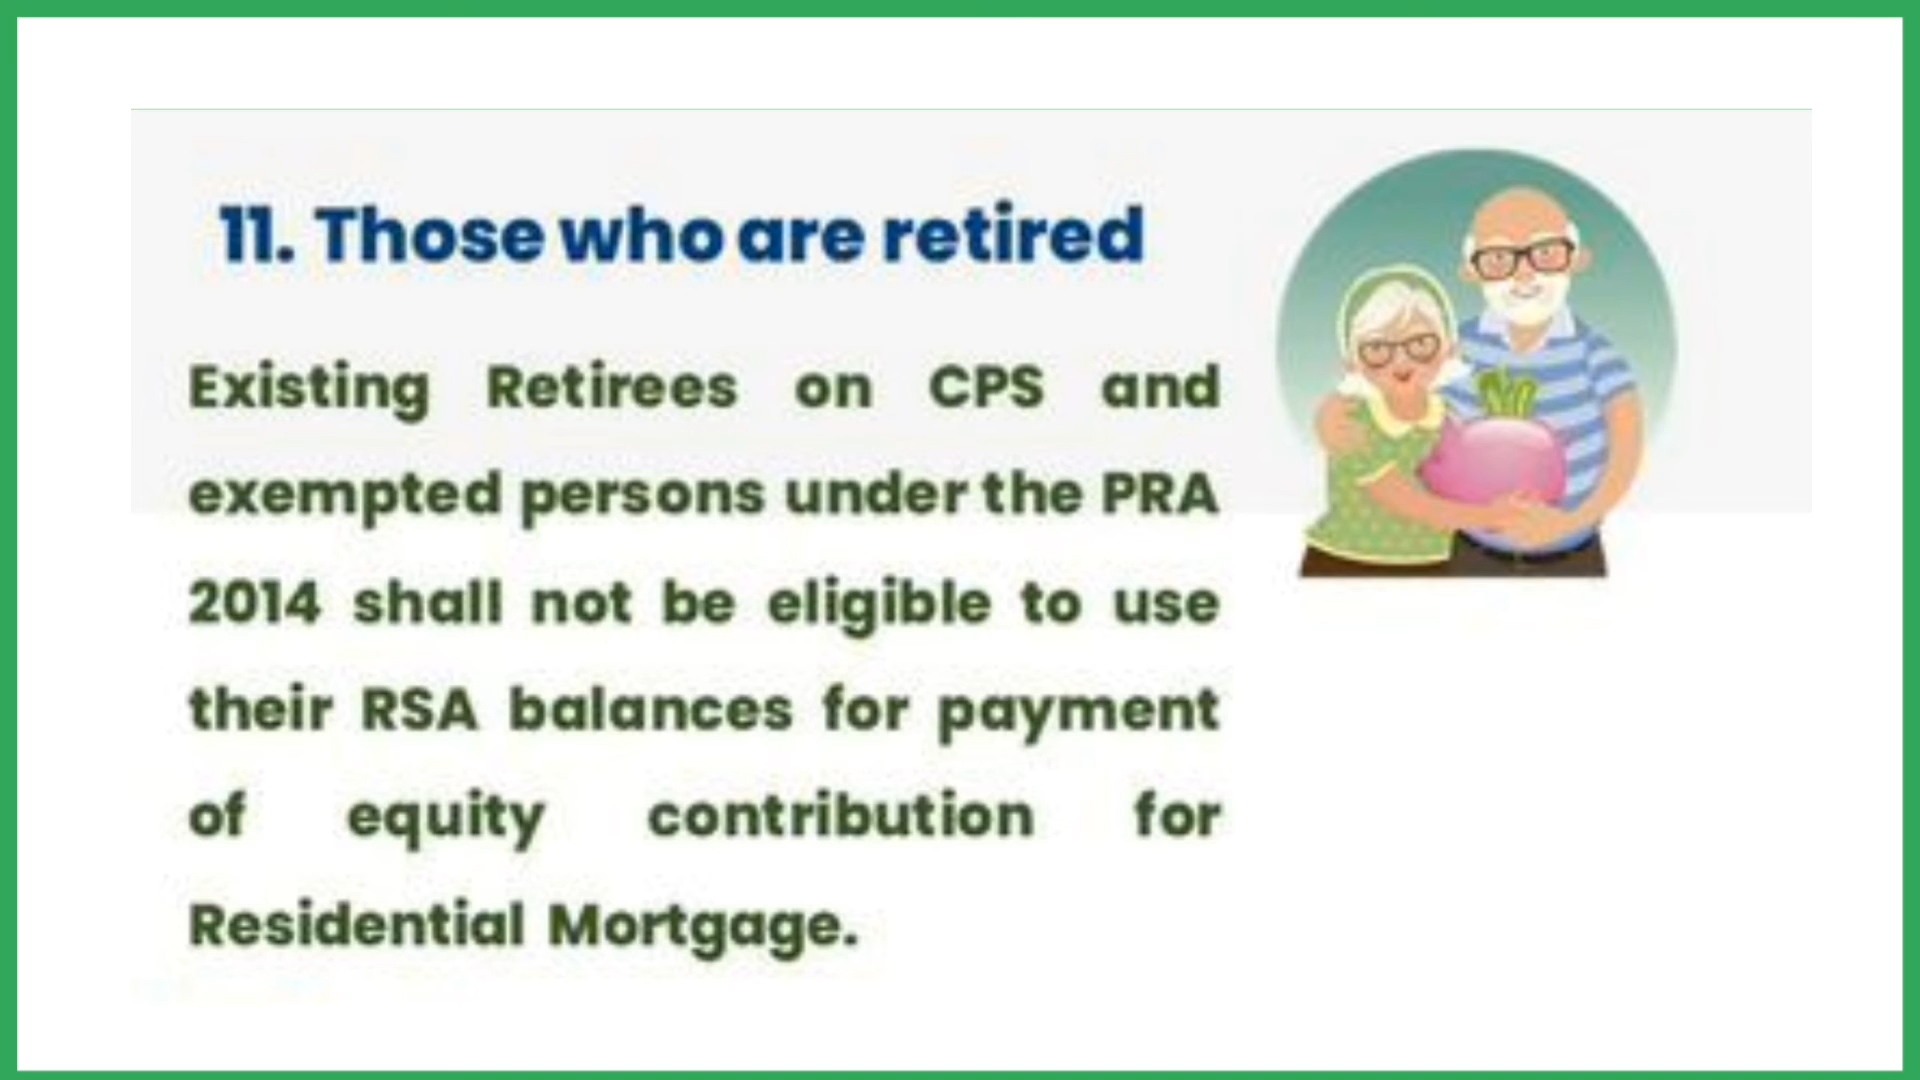 11. Those who are retired
Existing Retirees on CPS and
exempted persons under the PRA
2014 shall not be eligible to use
their RSA balances for payment
of equity contribution for
Residential Mortgage.